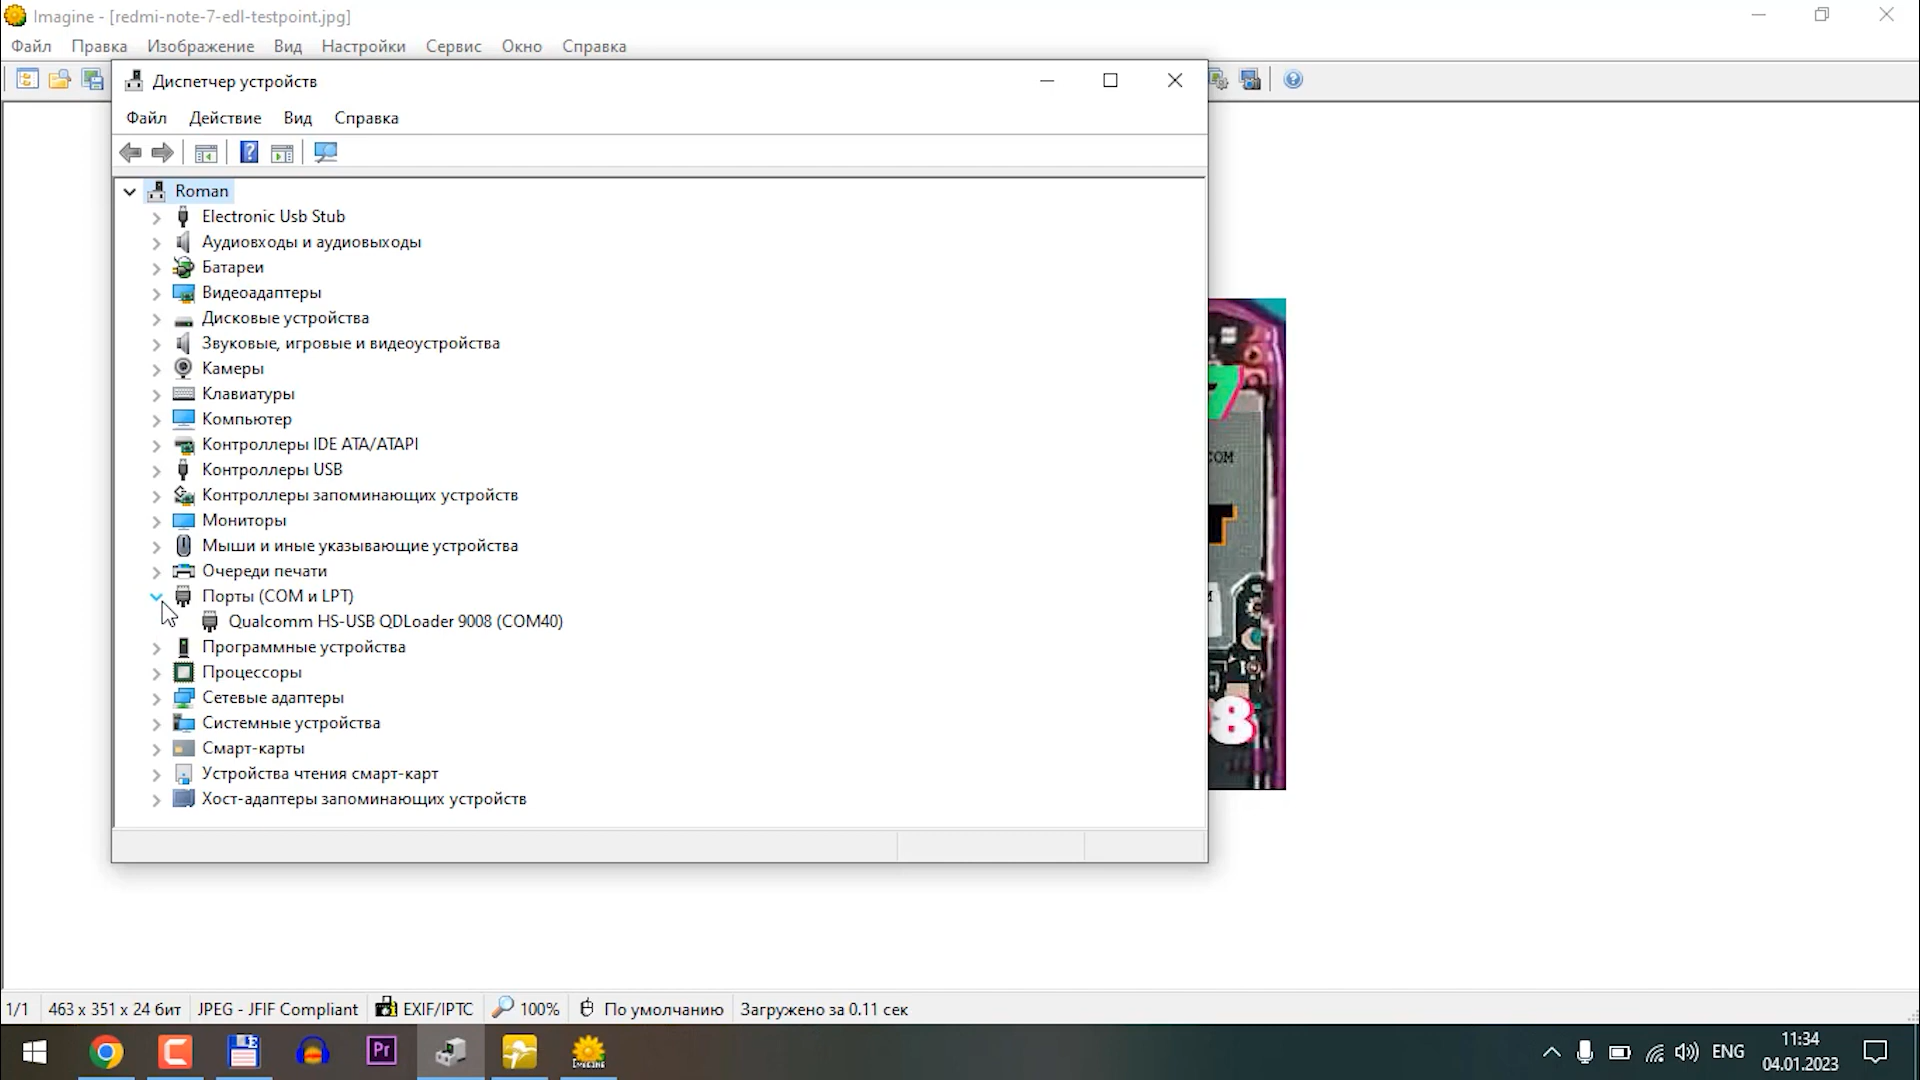 Imagine - [redmi-note-7-edl-testpoint.jpg]
Файл Правка Изображение Вид Настройки Сервис Окно Справка
Диспетчер устройств
Файл Действие Вид Справка
Roman
Electronic Usb Stub
Аудиовходы и аудиовыходы
Батареи
Видеоадаптеры
Дисковые устройства
Звуковые, игровые и видеоустройства
Камеры
Клавиатуры
Компьютер
Контроллеры IDE ATA/ATAPI
Контроллеры USB
Контроллеры запоминающих устройств
Мониторы
Мыши и иные указывающие устройства
Очереди печати
Порты (COM и LPT)
Qualcomm HS-USB QDLoader 9008 (COM40)
Программные устройства
Процессоры
Сетевые адаптеры
Системные устройства
Смарт-карты
Устройства чтения смарт-карт
Хост-адаптеры запоминающих устройств
7
COM
8
1/1 463 x 351 x 24 бит JPEG - JFIF Compliant EXIF/IPTC 100% По умолчанию Загружено за 0.11 сек
Pr
IMAGINE
ENG
11:34
04.01.2023